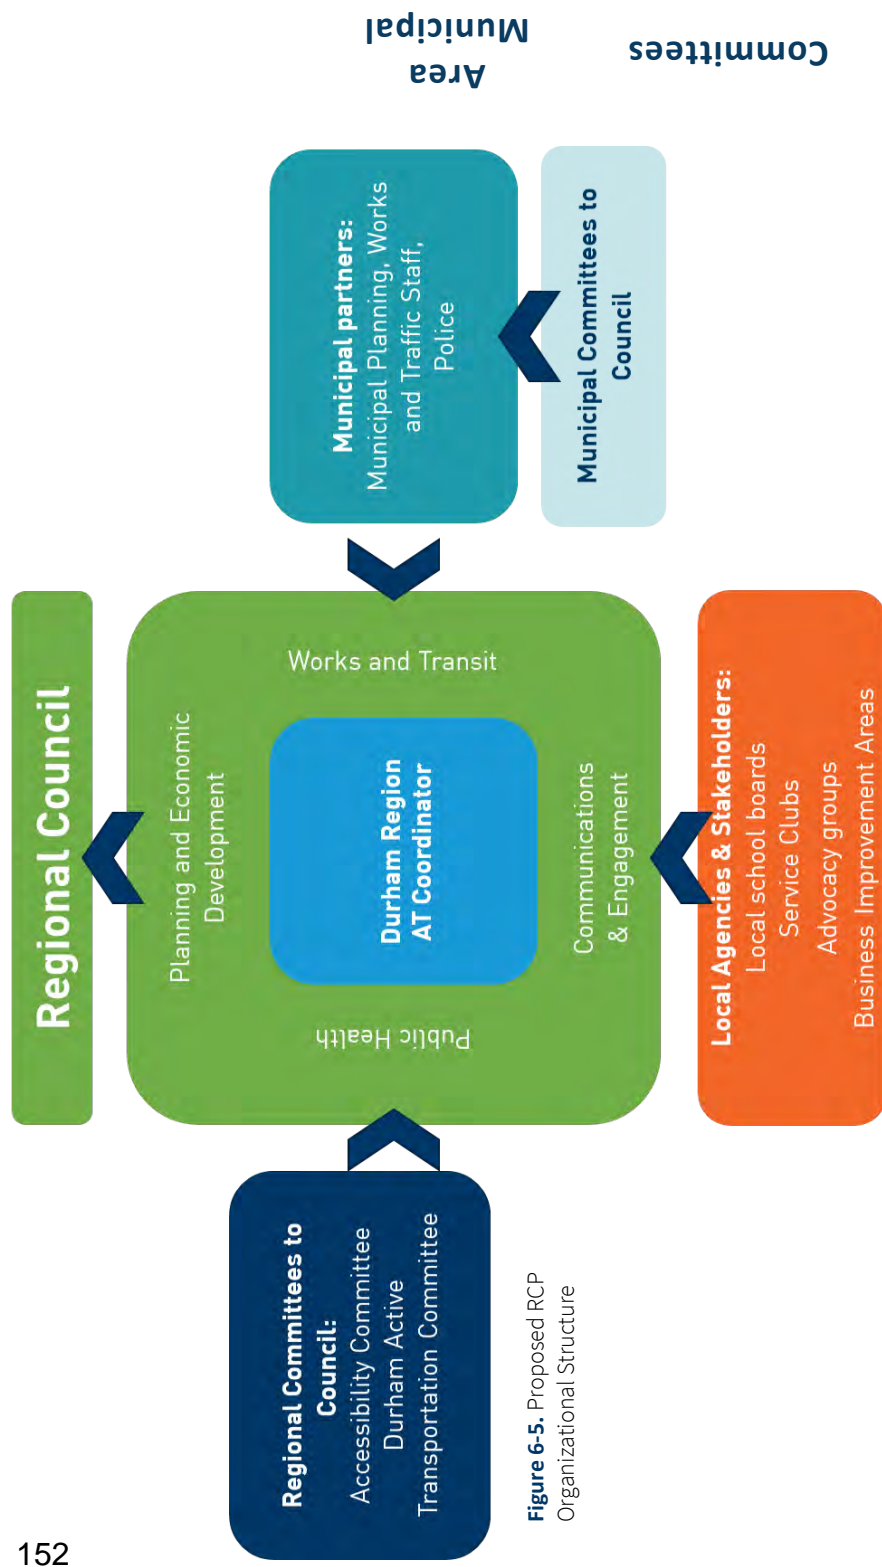 Regional Council
Regional Committees to
Council:
Accessibility Committee
Durham Active
Transportation Committee
Planning and Economic
Development
Public Health
Durham Region
AT Coordinator
Works and Transit
Communications
& Engagement
Municipal partners:
Municipal Planning, Works
and Traffic Staff,
Police
Municipal Committees to
Council
Area
Municipal
Committees
Local Agencies & Stakeholders:
Local school boards
Service Clubs
Advocacy groups
Business Improvement Areas
Figure 6-5. Proposed RCP
Organizational Structure
152